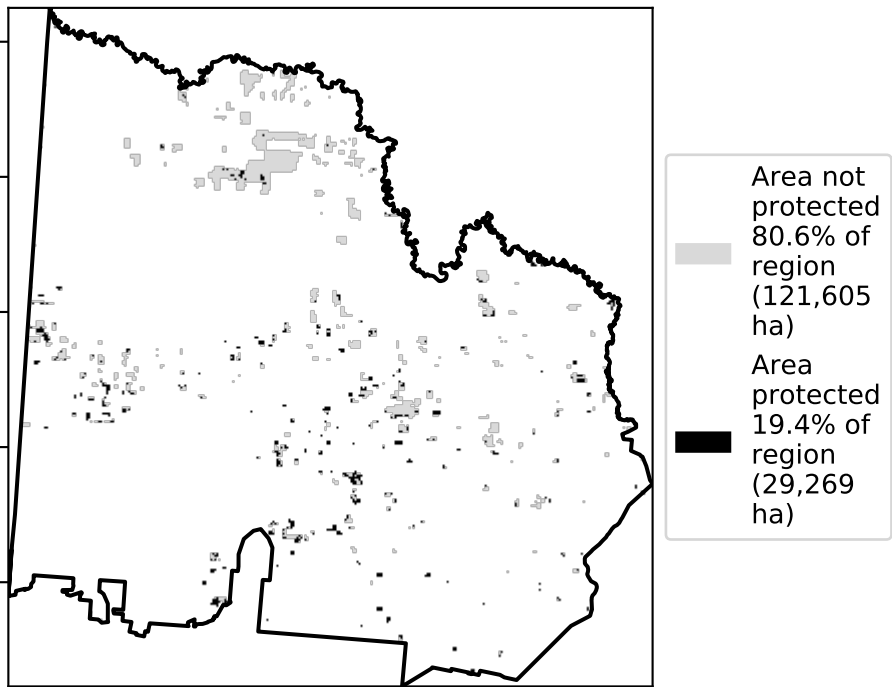 Area not
protected
80.6% of
region
(121,605
ha)
Area
protected
19.4% of
region
(29,269
ha)